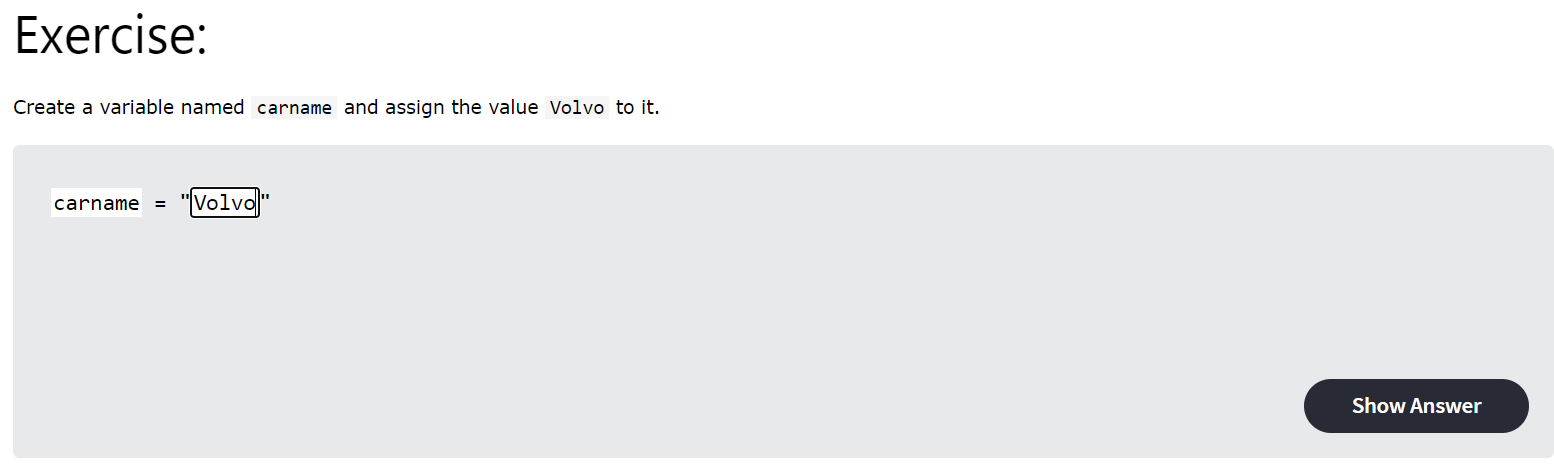 Exercise:
Create a variable named carname and assign the value Volvo to it.
carname = "Volvo"
Show Answer